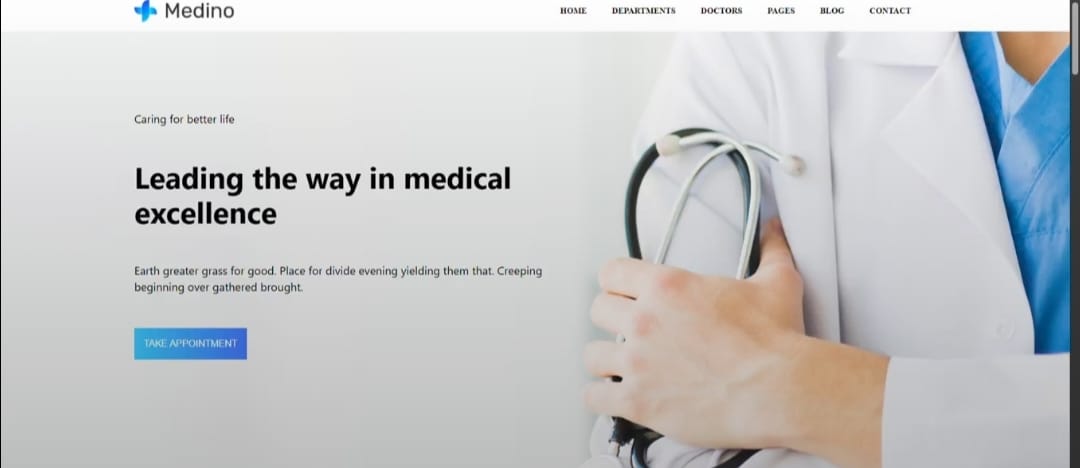 Medino
HOME DEPARTMENTS DOCTORS PAGES BLOG CONTACT
Caring for better life
Leading the way in medical
excellence
Earth greater grass for good. Place for divide evening yielding them that. Creeping
beginning over gathered brought.
TAKE APPOINTMENT